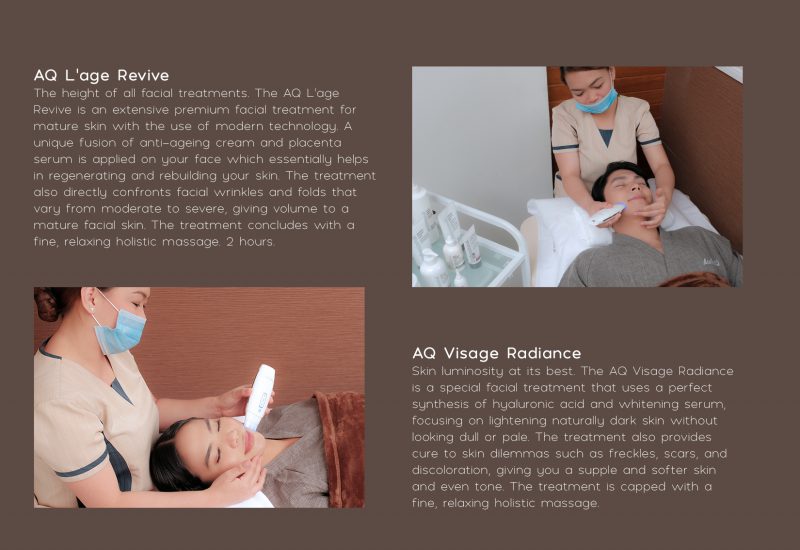 AQ L'age Revive
The height of all facial treatments. The AQ L'age
Revive is an extensive premium facial treatment for
mature skin with the use of modern technology. A
unique fusion of anti-ageing cream and placenta
serum is applied on your face which essentially helps
in regenerating and rebuilding your skin. The treatment
also directly confronts facial wrinkles and folds that
vary from moderate to severe, giving volume to a
mature facial skin. The treatment concludes with a
fine, relaxing holistic massage. 2 hours.
AQ Visage Radiance
Skin luminosity at its best. The AQ Visage Radiance
is a special facial treatment that uses a perfect
synthesis of hyaluronic acid and whitening serum,
focusing on lightening naturally dark skin without
looking dull or pale. The treatment also provides
cure to skin dilemmas such as freckles, scars, and
discoloration, giving you a supple and softer skin
and even tone. The treatment is capped with a
fine, relaxing holistic massage.